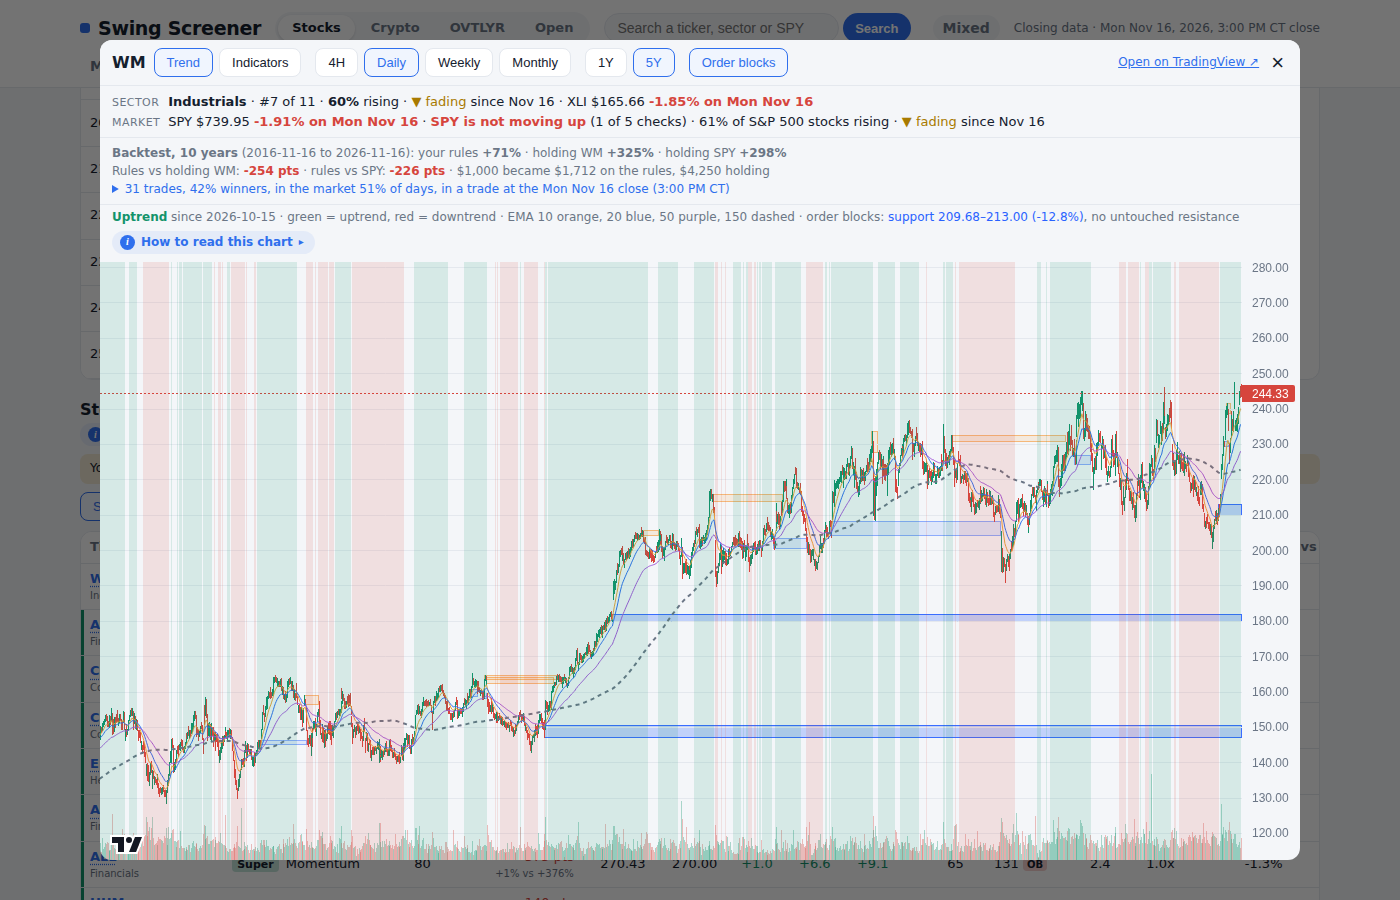 Swing Screener Stocks Crypto OVTLYR Open Search a ticker, sector or SPY Search Mixed Closing data · Mon Nov 16, 2026, 3:00 PM CT close
WM Trend Indicators 4H Daily Weekly Monthly 1Y 5Y Order blocks Open on TradingView ↗ ×
SECTOR Industrials · #7 of 11 · 60% rising · ▼ fading since Nov 16 · XLI $165.66 -1.85% on Mon Nov 16
MARKET SPY $739.95 -1.91% on Mon Nov 16 · SPY is not moving up (1 of 5 checks) · 61% of S&P 500 stocks rising · ▼ fading since Nov 16
Backtest, 10 years (2016-11-16 to 2026-11-16): your rules +71% · holding WM +325% · holding SPY +298%
Rules vs holding WM: -254 pts · rules vs SPY: -226 pts · $1,000 became $1,712 on the rules, $4,250 holding
▶ 31 trades, 42% winners, in the market 51% of days, in a trade at the Mon Nov 16 close (3:00 PM CT)
Uptrend since 2026-10-15 · green = uptrend, red = downtrend · EMA 10 orange, 20 blue, 50 purple, 150 dashed · order blocks: support 209.68–213.00 (-12.8%), no untouched resistance
i How to read this chart ▸
280.00
270.00
260.00
250.00
244.33
240.00
230.00
220.00
210.00
200.00
190.00
180.00
170.00
160.00
150.00
140.00
130.00
120.00
vs
Super Momentum 80 270.43 270.00 +1.0 +6.6 +9.1 65 131 OB 2.4 1.0x -1.3%
Financials +1% vs +376%